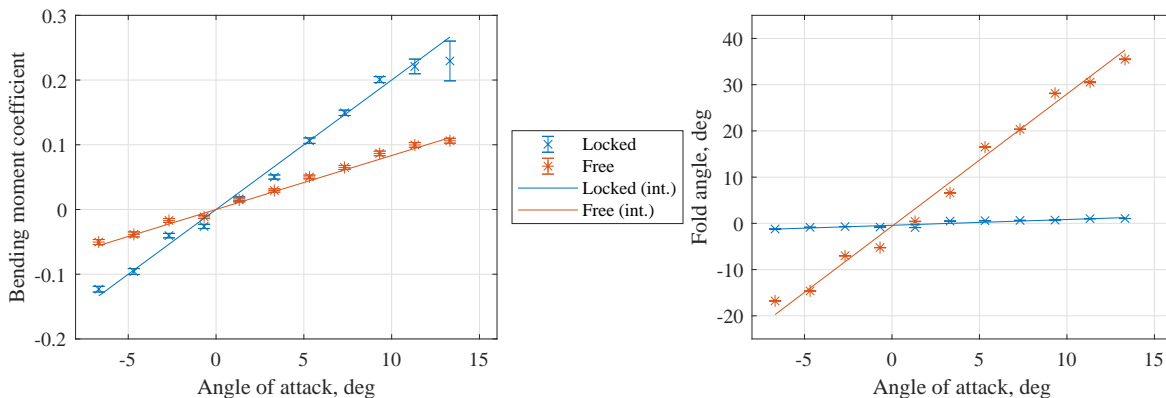 0.3
0.2
0.1
0
-0.1
-0.2
Bending moment coefficient
-5 0 5 10 15
Angle of attack, deg
Locked
Free
Locked (int.)
Free (int.)
40
30
20
10
0
-10
-20
Fold angle, deg
-5 0 5 10 15
Angle of attack, deg